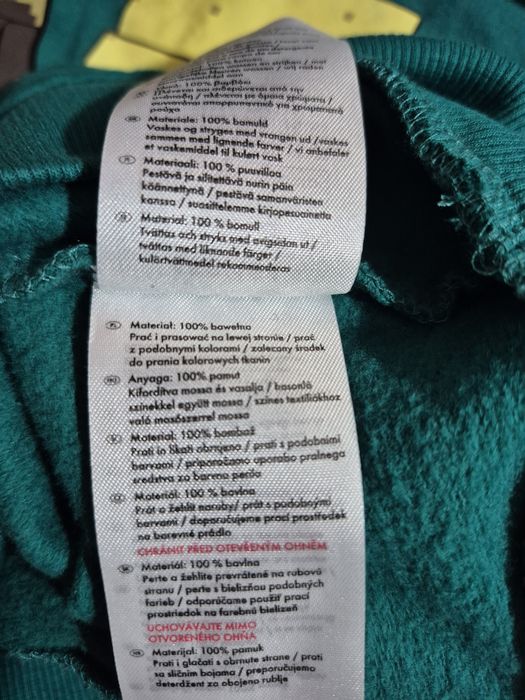 Materiale: 100% bomuld
Vaskes og stryges med vrangen ud / vaskes
sammen med lignende farver / vi anbefaler
et vaskemiddel til kulørt vask
FI Materiaali: 100 % puuvillaa
Pestävä ja silitettävä nurin päin
käännettynä / pestävä samanväristen
kanssa / suosittelemme kirjopesuainetta
Material: 100 % bomull
Tvättas och stryks med avigsidan ut /
tvättas med liknande färger /
kulörtvättmedel rekommenderas
PL Materiał: 100% bawełna
Prać i prasować na lewej stronie / prać
z podobnymi kolorami / zalecany środek
do prania kolorowych tkanin
Anyaga: 100% pamut
Kifordítva mossa és vasalja / hasonló
színekkel együtt mossa / színes textíliákhoz
való mosószerrel mossa
Material: 100% bombaž
Prati in likati obrnjeno / prati s podobnimi
barvami / priporočamo uporabo pralnega
sredstva za barvna perila
CZ Materiál: 100 % bavlna
Prát a žehlit naruby/ prát s podobnými
barvami / doporučujeme prací prostředek
na barevné prádlo
CHRÁNIT PŘED OTEVŘENÝM OHNĚM
SK Materiál: 100 % bavlna
Perte a žehlite prevrátené na rubovú
stranu / perte s bielizňou podobných
farieb / odporúčame použiť prací
prostriedok na farebnú bielizeň
UCHOVÁVAJTE MIMO
OTVORENÉHO OHŇA
HR Materijal: 100% pamuk
Prati i glačati s obrnute strane / prati
sa sličnim bojama / preporučujemo
deterdžent za obojeno rublje